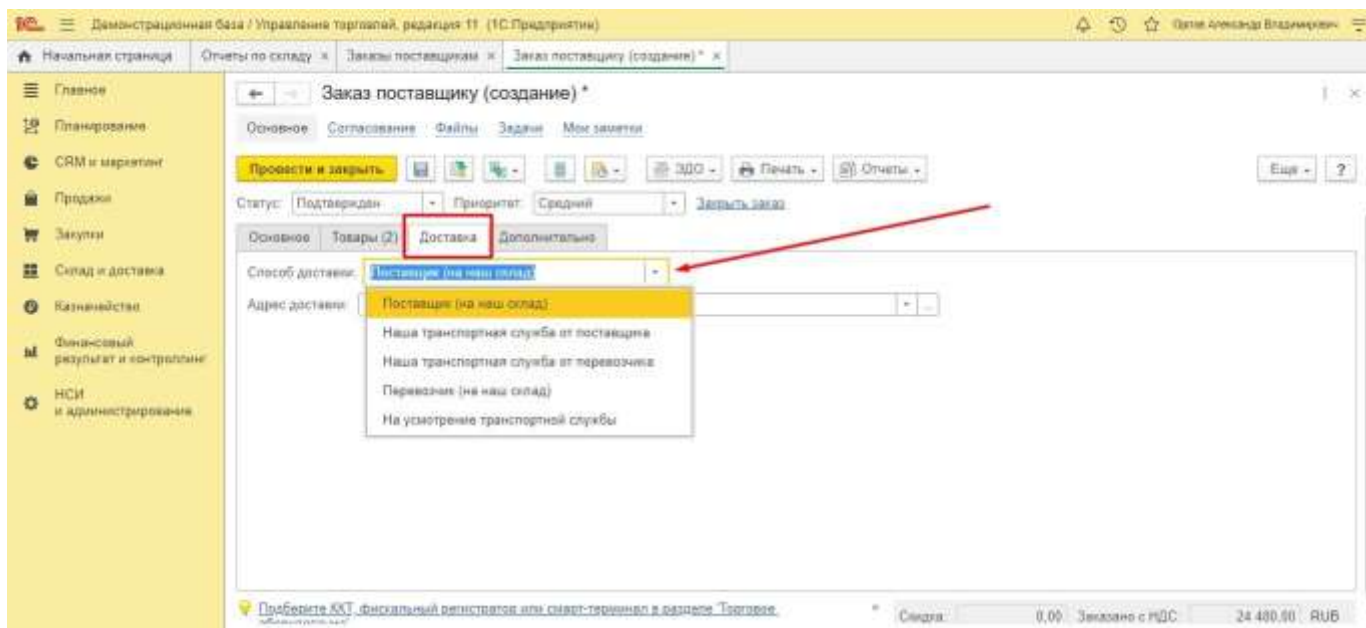 1С
Демонстрационная база / Управление торговлей, редакция 11 (1С:Предприятие)
Александр Владимирович
Начальная страница
Отчеты по складу ×
Заказы поставщикам ×
Заказ поставщику (создание) * ×
Главное
Планирование
CRM и маркетинг
Продажи
Закупки
Склад и доставка
Казначейство
Финансовый
результат и контроллинг
НСИ
и администрирование
Заказ поставщику (создание) *
Основное Согласование Файлы Задачи Мои заметки
Провести и закрыть ЭДО Печать Отчеты Еще ?
Статус: Подтвержден Приоритет: Средний Закрыть заказ
Основное Товары (2) Доставка Дополнительно
Способ доставки: Поставщик (на наш склад)
Адрес доставки:
Поставщик (на наш склад)
Наша транспортная служба от поставщика
Наша транспортная служба от перевозчика
Перевозчик (на наш склад)
На усмотрение транспортной службы
Подберите ККТ, фискальный регистратор или смарт-терминал в разделе "Торговое
Скидка: 0,00 Заказано с НДС: 24 480,00 RUB